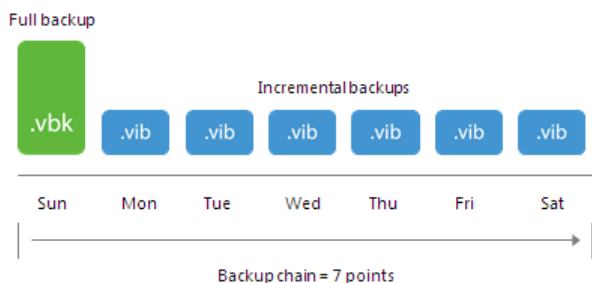 Full backup
Incremental backups
.vbk .vib .vib .vib .vib .vib .vib
Sun Mon Tue Wed Thu Fri Sat
Backup chain = 7 points